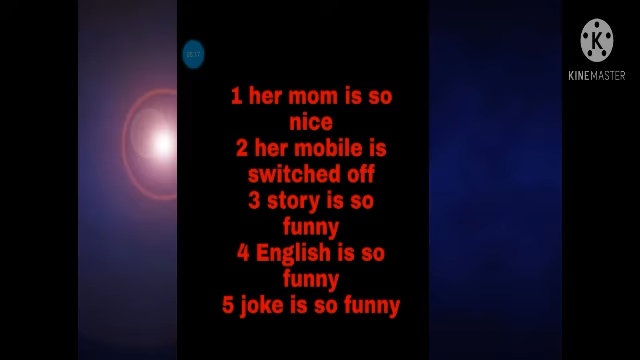 1 her mom is so
nice
2 her mobile is
switched off
3 story is so
funny
4 English is so
funny
5 joke is so funny
K
KINEMASTER